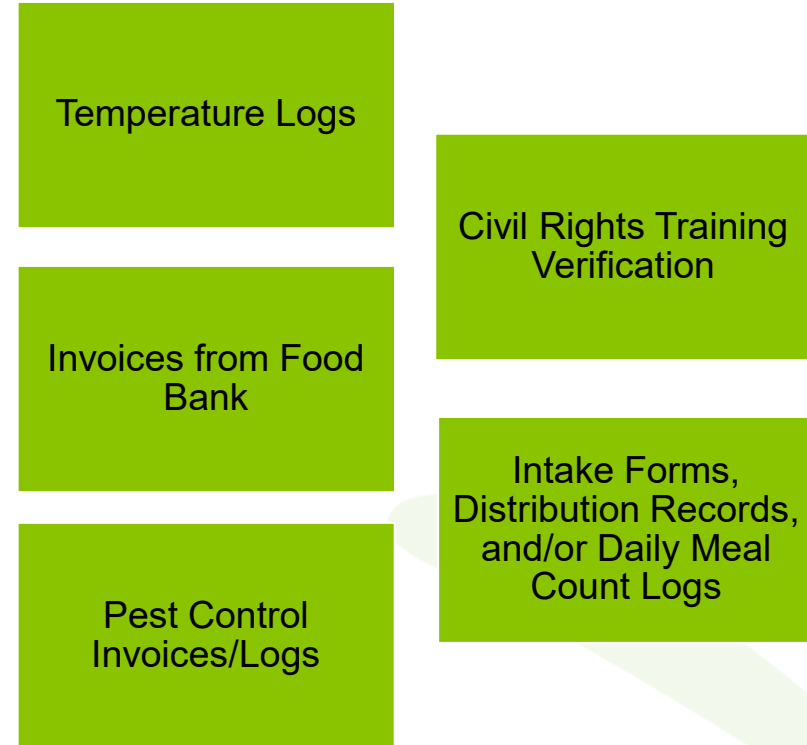 Temperature Logs
Invoices from Food
Bank
Pest Control
Invoices/Logs
Civil Rights Training
Verification
Intake Forms,
Distribution Records,
and/or Daily Meal
Count Logs